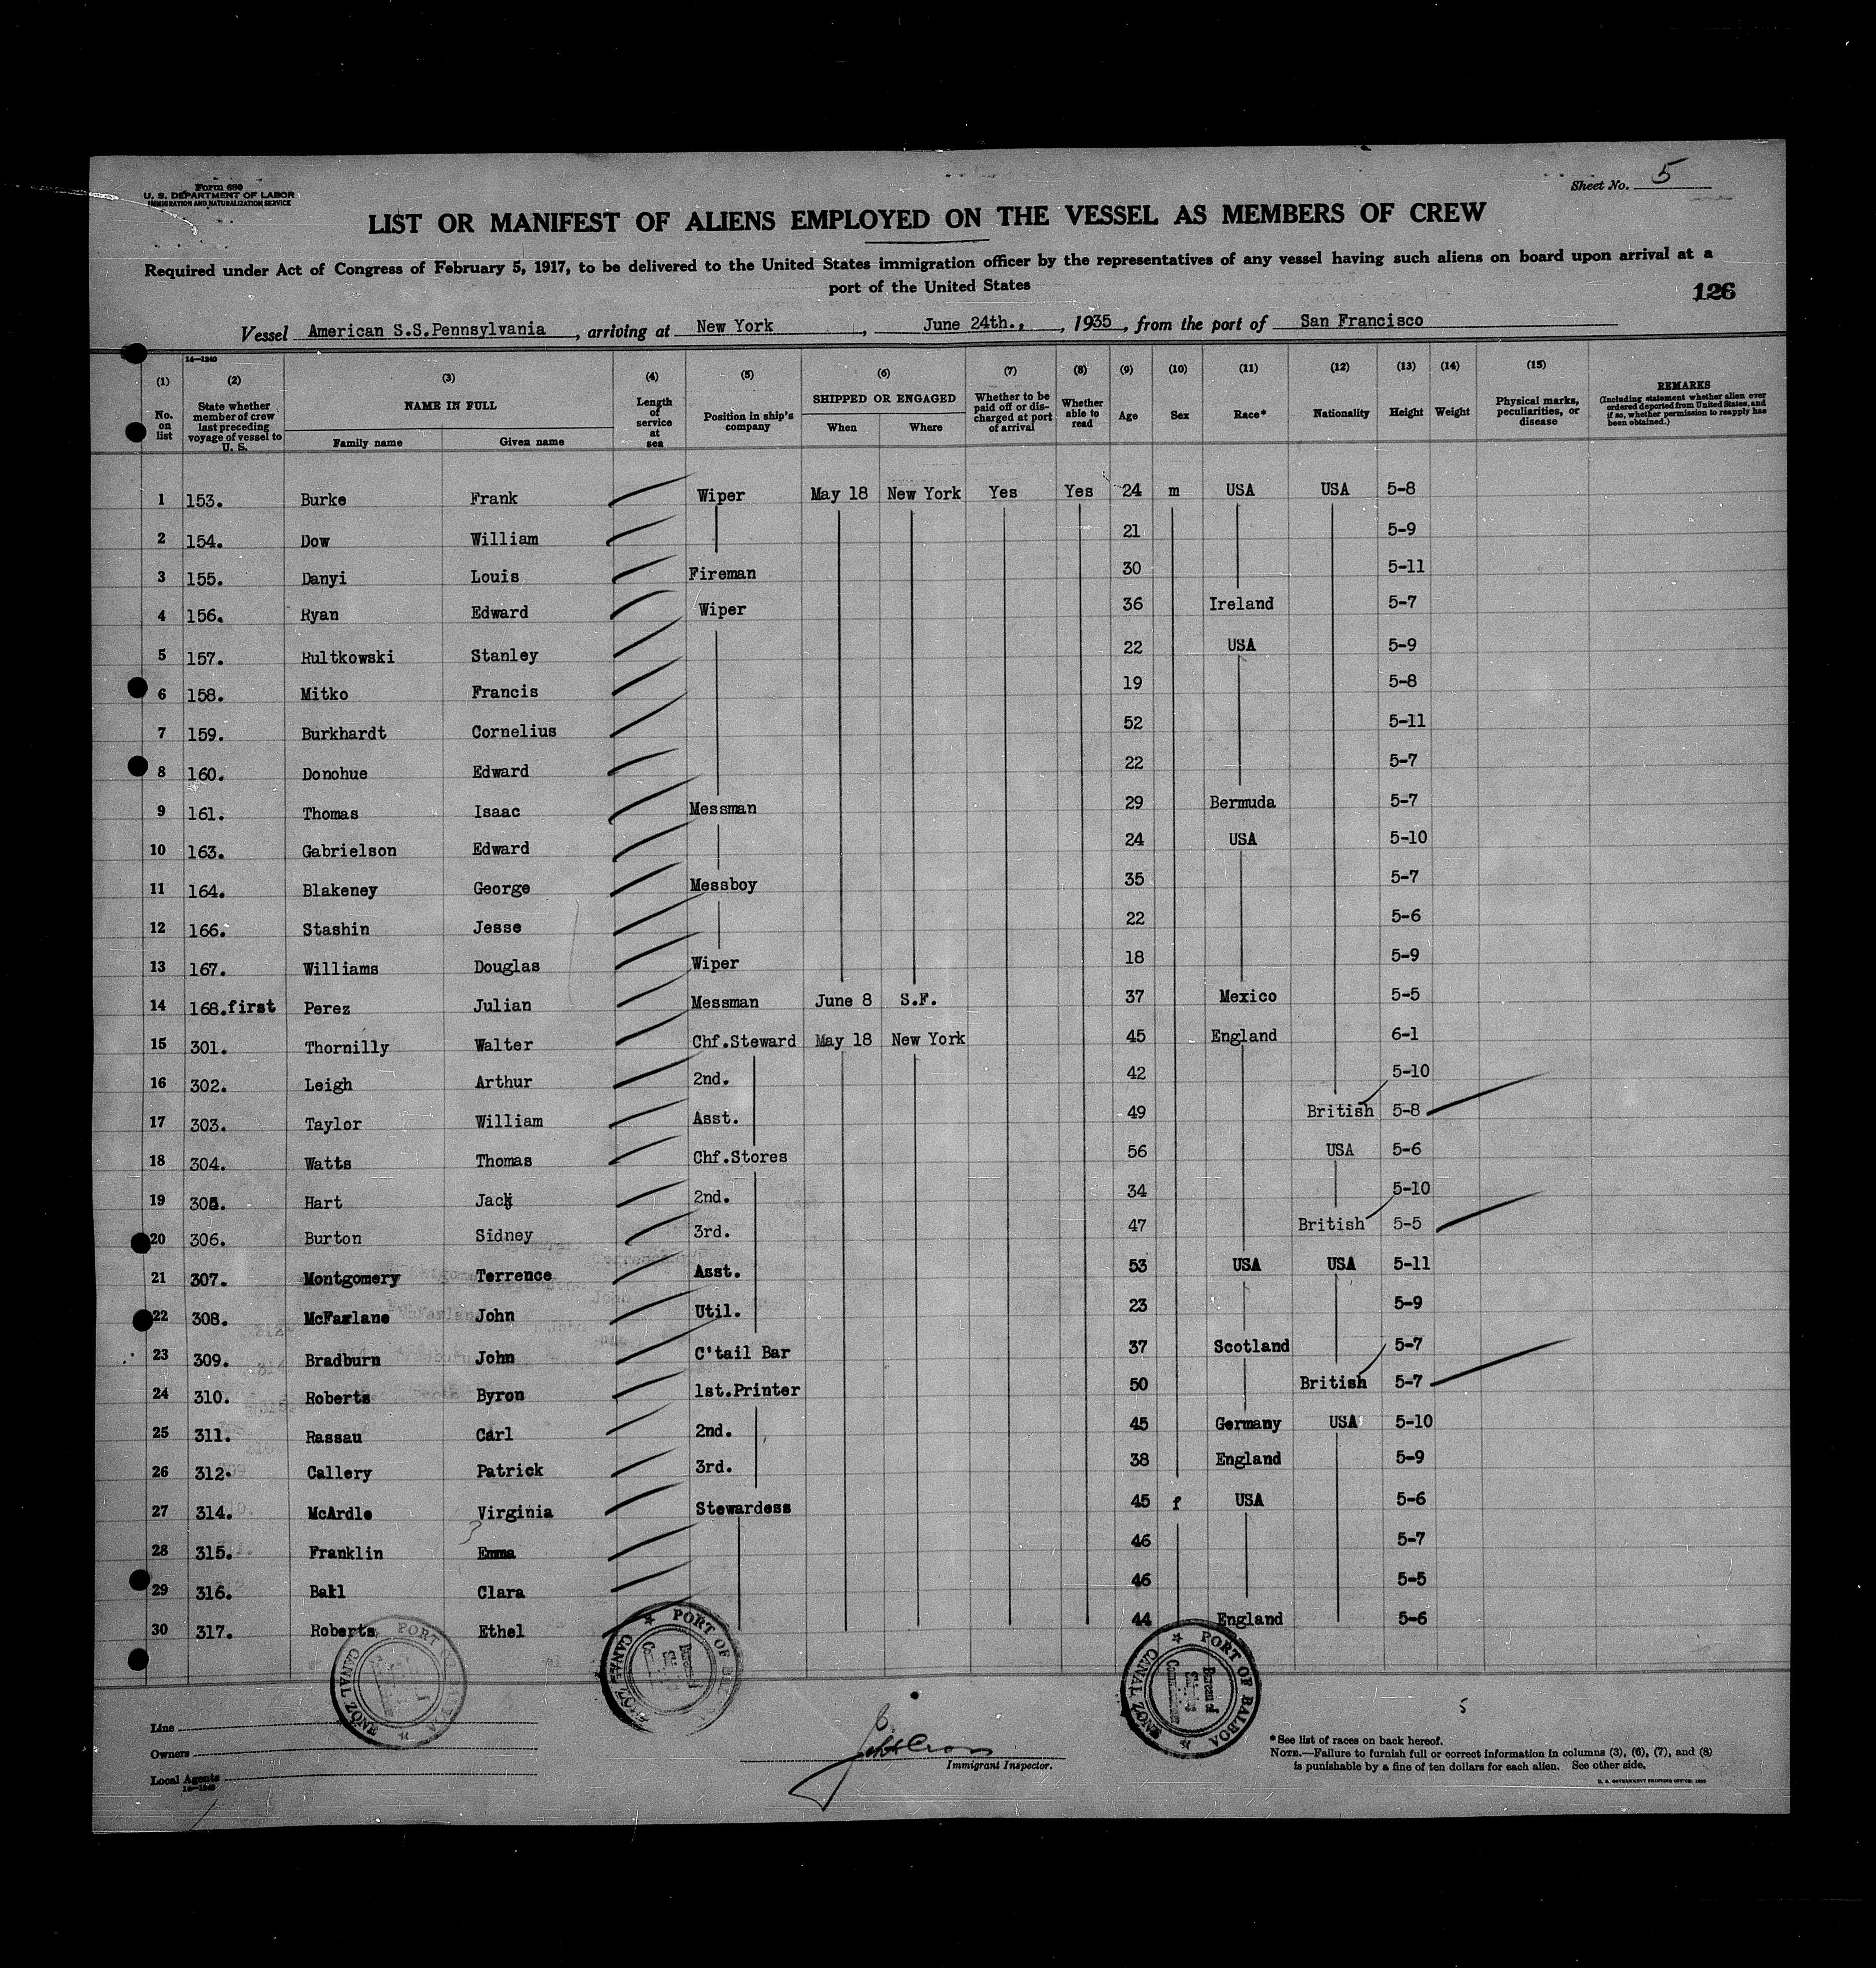 Form 680
U. S. DEPARTMENT OF LABOR
IMMIGRATION AND NATURALIZATION SERVICE
Sheet No. 5
LIST OR MANIFEST OF ALIENS EMPLOYED ON THE VESSEL AS MEMBERS OF CREW
Required under Act of Congress of February 5, 1917, to be delivered to the United States immigration officer by the representatives of any vessel having such aliens on board upon arrival at a
port of the United States
126
Vessel American S.S.Pennsylvania, arriving at New York, June 24th., 1935, from the port of San Francisco
14—1240
(1) (2) (3) (4) (5) (6) (7) (8) (9) (10) (11) (12) (13) (14) (15)
No. on list State whether member of crew last preceding voyage of vessel to U. S. NAME IN FULL Family name Given name Length of service at sea Position in ship's company SHIPPED OR ENGAGED When Where Whether to be paid off or discharged at port of arrival Whether able to read Age Sex Race* Nationality Height Weight Physical marks, peculiarities, or disease REMARKS (Including statement whether alien ever ordered deported from United States, and if so, whether permission to reapply has been obtained.)
1 153. Burke Frank Wiper May 18 New York Yes Yes 24 m USA USA 5-8
2 154. Dow William 21 5-9
3 155. Danyi Louis Fireman 30 5-11
4 156. Ryan Edward Wiper 36 Ireland 5-7
5 157. Rultkowski Stanley 22 USA 5-9
6 158. Mitko Francis 19 5-8
7 159. Burkhardt Cornelius 52 5-11
8 160. Donohue Edward 22 5-7
9 161. Thomas Isaac Messman 29 Bermuda 5-7
10 163. Gabrielson Edward 24 USA 5-10
11 164. Blakeney George Messboy 35 5-7
12 166. Stashin Jesse 22 5-6
13 167. Williams Douglas Wiper 18 5-9
14 168.first Perez Julian Messman June 8 S.F. 37 Mexico 5-5
15 301. Thornilly Walter Chf.Steward May 18 New York 45 England 6-1
16 302. Leigh Arthur 2nd. 42 5-10
17 303. Taylor William Asst. 49 British 5-8
18 304. Watts Thomas Chf.Stores 56 USA 5-6
19 305. Hart Jack 2nd. 34 5-10
20 306. Burton Sidney 3rd. 47 British 5-5
21 307. Montgomery Terrence Asst. 53 USA USA 5-11
22 308. McFarlane John Util. 23 5-9
23 309. Bradburn John C'tail Bar 37 Scotland 5-7
24 310. Roberts Byron 1st.Printer 50 British 5-7
25 311. Rassau Carl 2nd. 45 Germany USA 5-10
26 312. Callery Patrick 3rd. 38 England 5-9
27 314. McArdle Virginia Stewardess 45 f USA 5-6
28 315. Franklin Emma 46 5-7
29 316. Ball Clara 46 5-5
30 317. Roberts Ethel 44 England 5-6
PORT CANAL ZONE
PORT OF CANAL
PORT OF BALBOA CANAL ZONE Bureau of
5
Line
Owners
Local Agents
14—1240
Immigrant Inspector.
*See list of races on back hereof.
NOTE.—Failure to furnish full or correct information in columns (3), (6), (7), and (8)
is punishable by a fine of ten dollars for each alien. See other side.
U. S. GOVERNMENT PRINTING OFFICE: